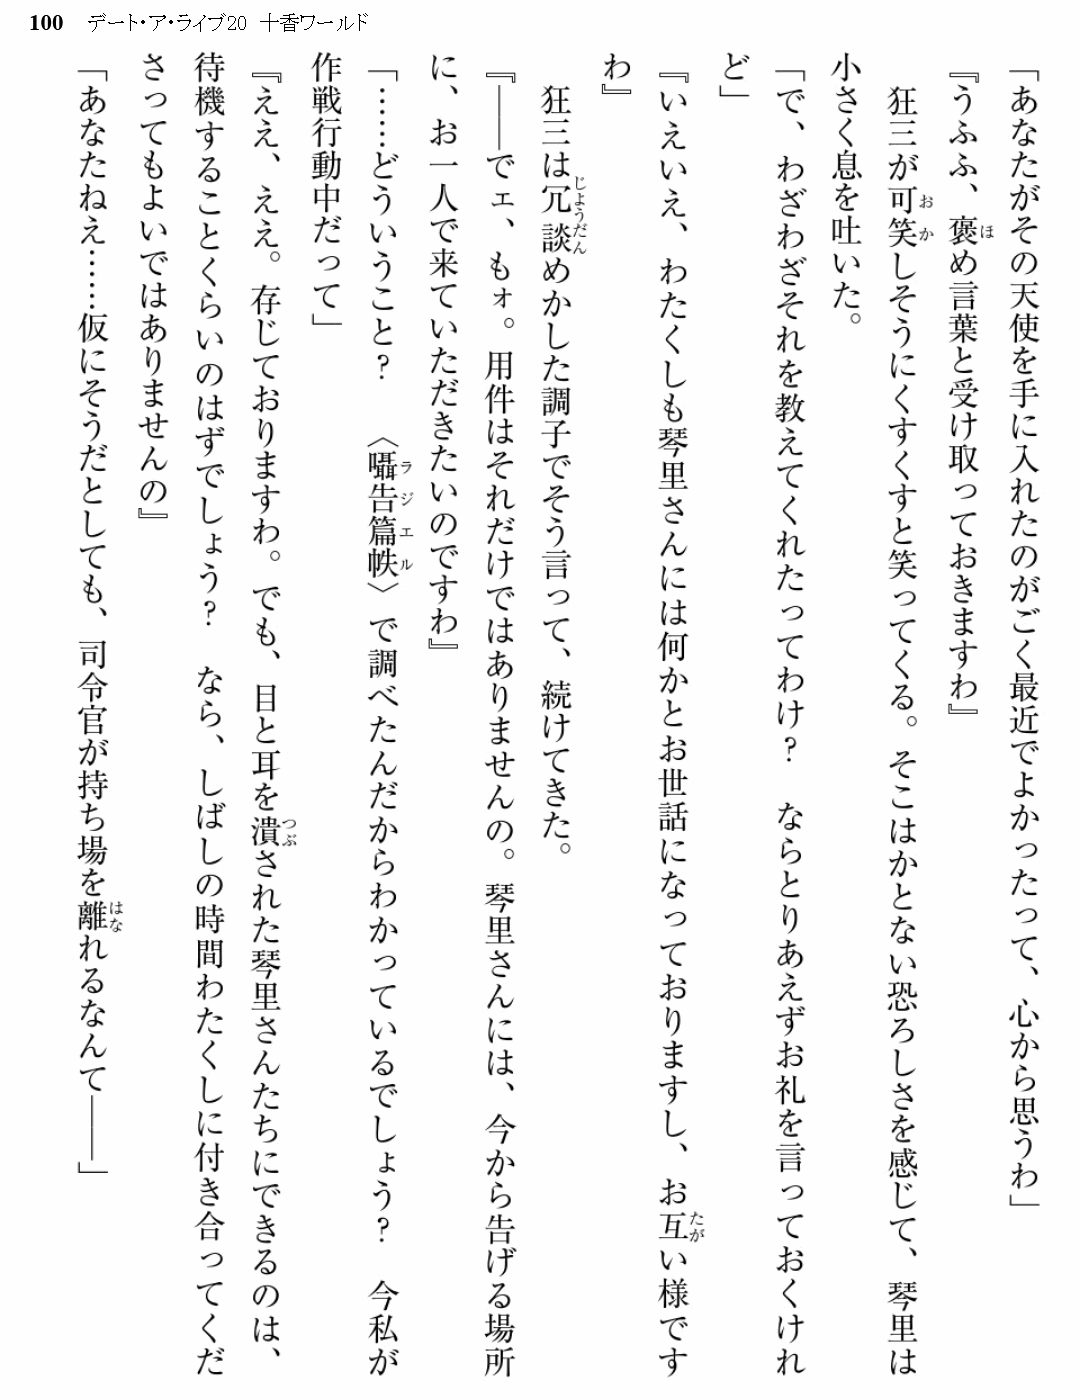 100 デート・ア・ライブ20 十香ワールド
「あなたがその天使を手に入れたのがごく最近でよかったって、心から思うわ」
『うふふ、褒め言葉と受け取っておきますわ』
狂三が可笑しそうにくすくすと笑ってくる。そこはかとない恐ろしさを感じて、琴里は
小さく息を吐いた。
「で、わざわざそれを教えてくれたってわけ？　ならとりあえずお礼を言っておくけれ
ど」
『いえいえ、わたくしも琴里さんには何かとお世話になっておりますし、お互い様です
わ』
狂三は冗談めかした調子でそう言って、続けてきた。
『――でェ、もォ。用件はそれだけではありませんの。琴里さんには、今から告げる場所
に、お一人で来ていただきたいのですわ』
「……どういうこと？　〈囁告篇帙〉で調べたんだからわかっているでしょう？　今私が
作戦行動中だって」
『ええ、ええ。存じておりますわ。でも、目と耳を潰された琴里さんたちにできるのは、
待機することくらいのはずでしょう？　なら、しばしの時間わたくしに付き合ってくだ
さってもよいではありませんの』
「あなたねえ……仮にそうだとしても、司令官が持ち場を離れるなんて――」